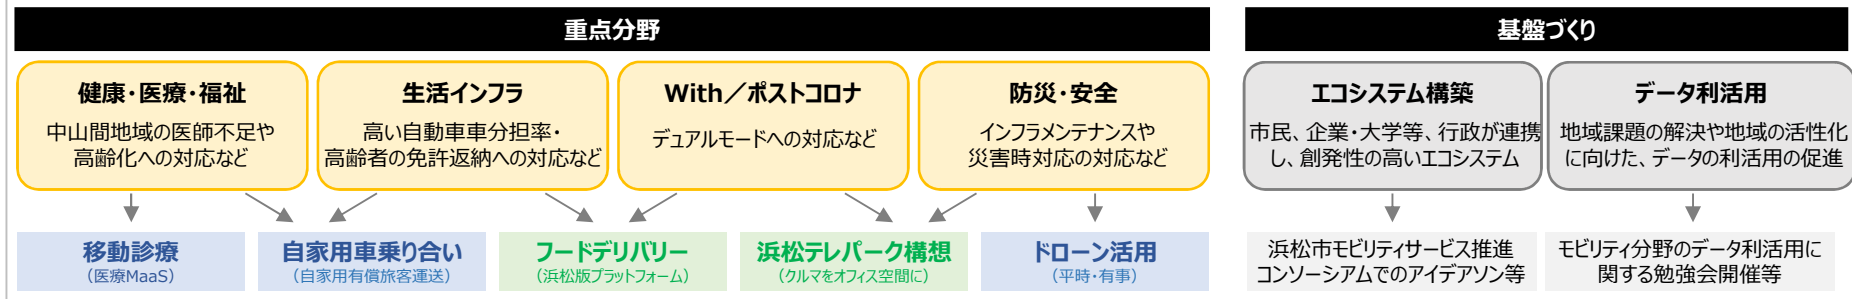 重点分野
健康・医療・福祉
中山間地域の医師不足や
高齢化への対応など
生活インフラ
高い自動車車分担率・
高齢者の免許返納への対応など
With／ポストコロナ
デュアルモードへの対応など
防災・安全
インフラメンテナンスや
災害時対応の対応など
移動診療
（医療MaaS）
自家用車乗り合い
（自家用有償旅客運送）
フードデリバリー
（浜松版プラットフォーム）
浜松テレパーク構想
（クルマをオフィス空間に）
ドローン活用
（平時・有事）
基盤づくり
エコシステム構築
市民、企業・大学等、行政が連携
し、創発性の高いエコシステム
データ利活用
地域課題の解決や地域の活性化
に向けた、データの利活用の促進
浜松市モビリティサービス推進
コンソーシアムでのアイデアソン等
モビリティ分野のデータ利活用に
関する勉強会開催等